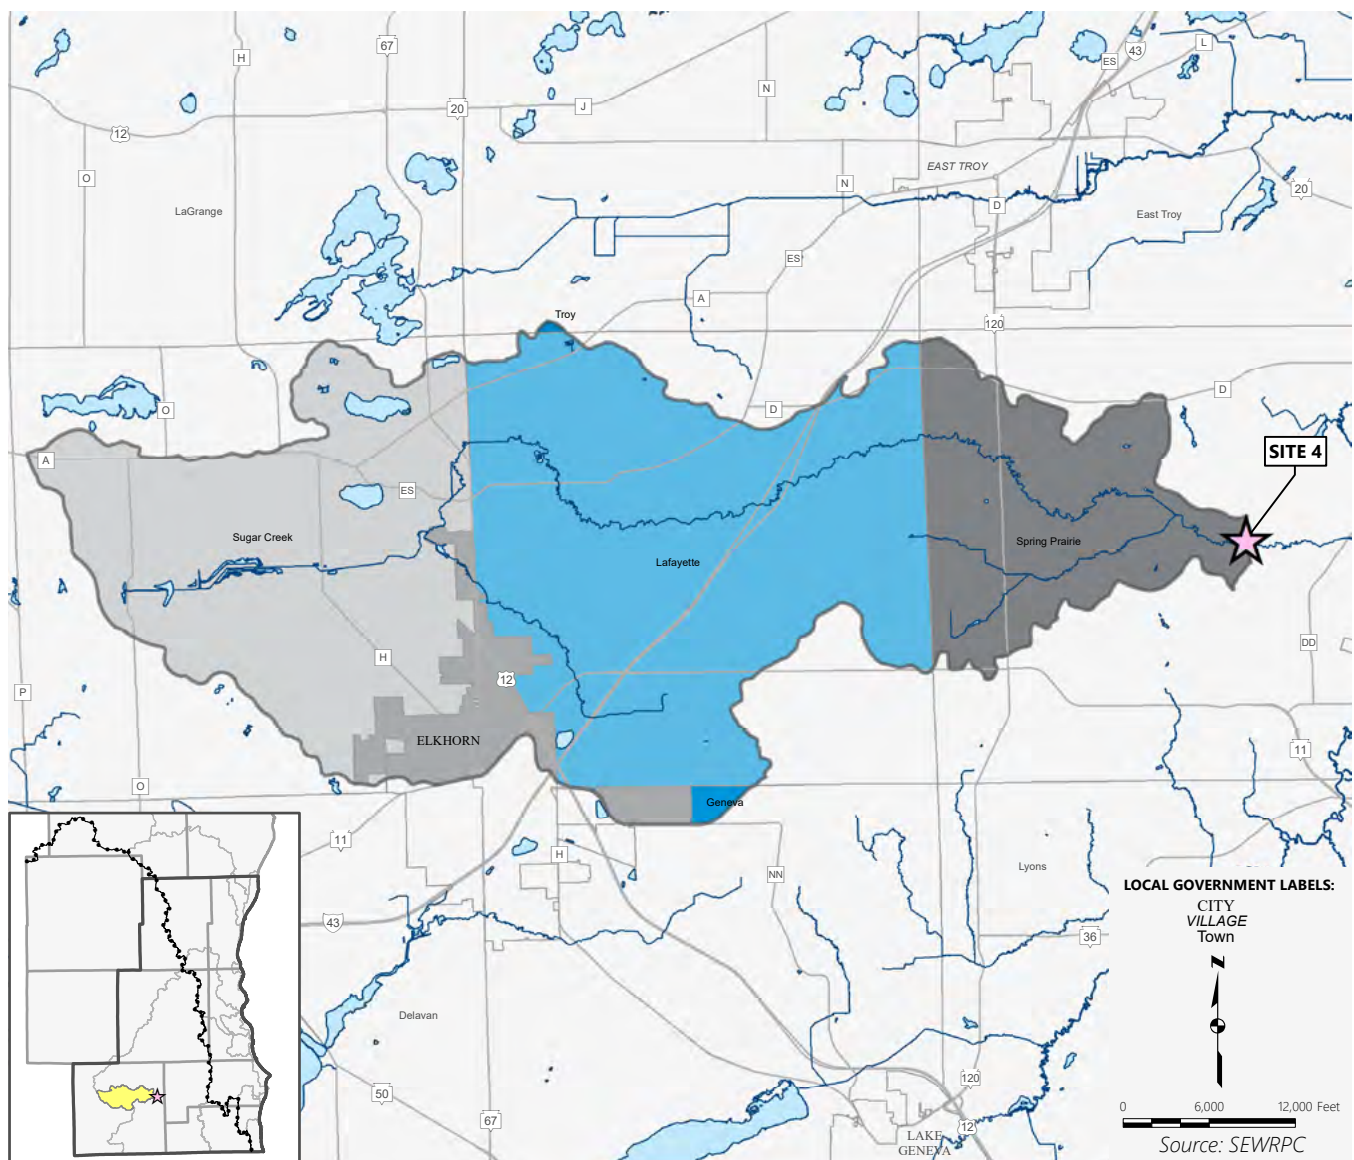 67
H
43
L
ES
N
20
J
12
O
EAST TROY
N
20
LaGrange
D
East Troy
ES
A
Troy
120
D
O
D
SITE 4
A
ES
Sugar Creek
Spring Prairie
Lafayette
DD
H
12
P
ELKHORN
11
O
Geneva
11
H
Lyons
NN
43
36
Delavan
120
50
67
12
LAKE
GENEVA
LOCAL GOVERNMENT LABELS:
CITY
VILLAGE
Town
N
0 6,000 12,000 Feet
Source: SEWRPC